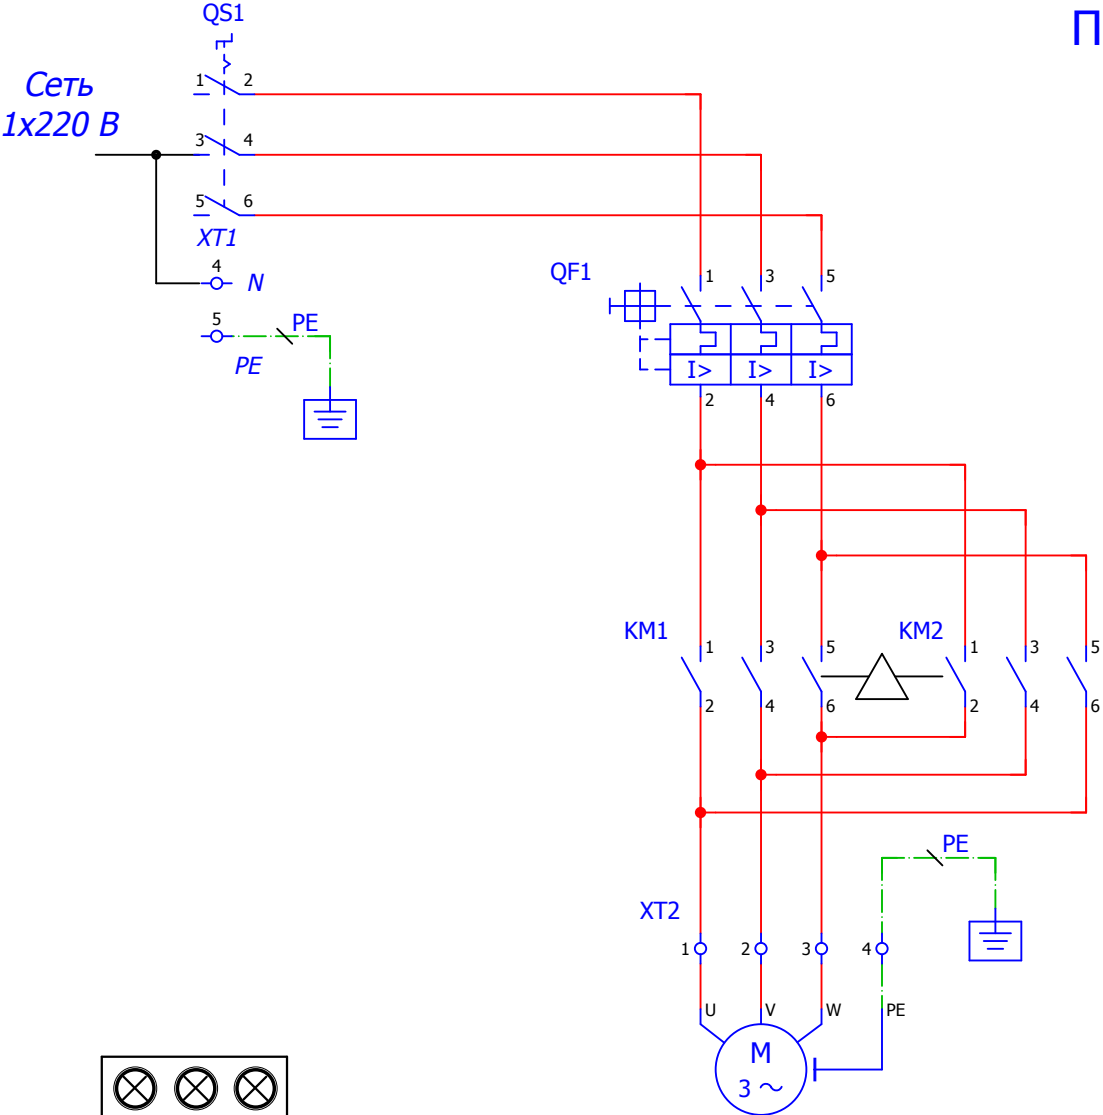 QS1
П
Сеть
1x220 В
1 2
3 4
5 6
XT1
4
N
5
PE
PE
QF1
1 3 5
I> I> I>
2 4 6
KM1
KM2
1 3 5 1 3 5
2 4 6 2 4 6
PE
XT2
1 2 3 4
U V W PE
M
3 ~